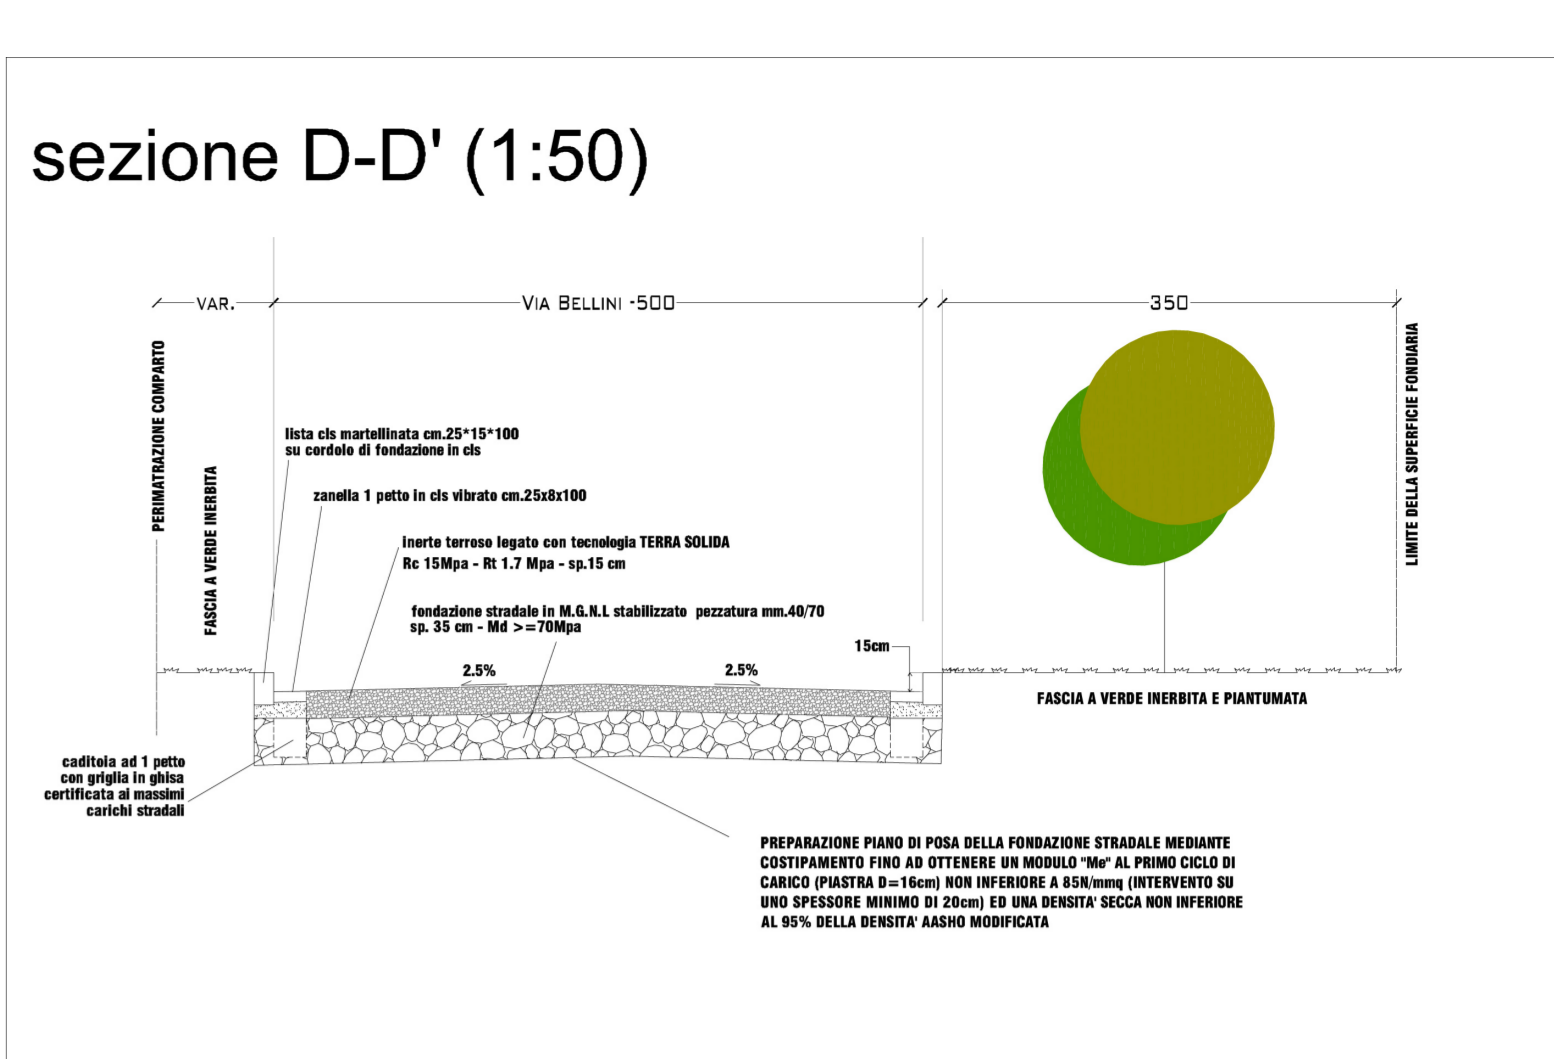 sezione D-D' (1:50)
VAR.
VIA BELLINI -500
350
PERIMATRAZIONE COMPARTO
FASCIA A VERDE INERBITA
LIMITE DELLA SUPERFICIE FONDIARIA
lista cls martellinata cm.25*15*100
su cordolo di fondazione in cls
zanella 1 petto in cls vibrato cm.25x8x100
inerte terroso legato con tecnologia TERRA SOLIDA
Rc 15Mpa - Rt 1.7 Mpa - sp.15 cm
fondazione stradale in M.G.N.L stabilizzato pezzatura mm.40/70
sp. 35 cm - Md >=70Mpa
15cm
2.5%
2.5%
FASCIA A VERDE INERBITA E PIANTUMATA
caditoia ad 1 petto
con griglia in ghisa
certificata ai massimi
carichi stradali
PREPARAZIONE PIANO DI POSA DELLA FONDAZIONE STRADALE MEDIANTE
COSTIPAMENTO FINO AD OTTENERE UN MODULO "Me" AL PRIMO CICLO DI
CARICO (PIASTRA D=16cm) NON INFERIORE A 85N/mmq (INTERVENTO SU
UNO SPESSORE MINIMO DI 20cm) ED UNA DENSITA' SECCA NON INFERIORE
AL 95% DELLA DENSITA' AASHO MODIFICATA